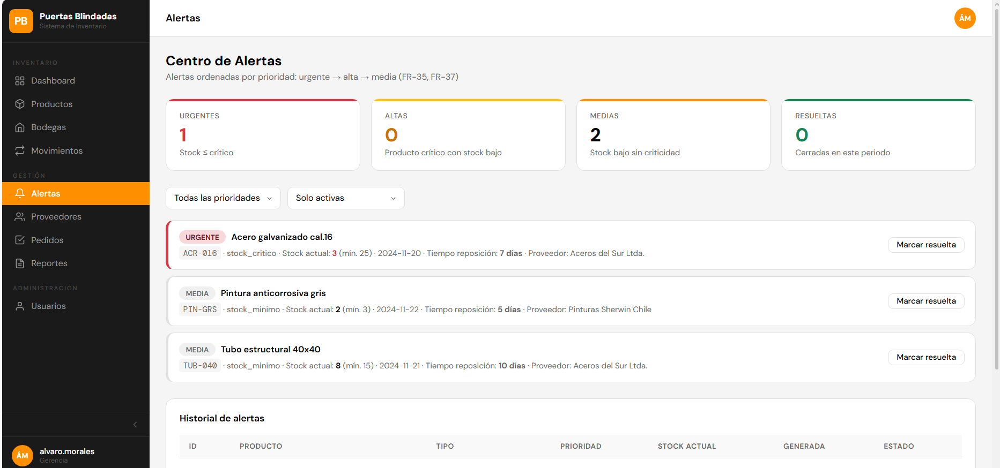 PB
Puertas Blindadas
Sistema de Inventario
INVENTARIO
Dashboard
Productos
Bodegas
Movimientos
GESTIÓN
Alertas
Proveedores
Pedidos
Reportes
ADMINISTRACIÓN
Usuarios
ÁM
alvaro.morales
Gerencia
Alertas
ÁM
Centro de Alertas
Alertas ordenadas por prioridad: urgente → alta → media (FR-35, FR-37)
URGENTES
1
Stock ≤ crítico
ALTAS
0
Producto crítico con stock bajo
MEDIAS
2
Stock bajo sin criticidad
RESUELTAS
0
Cerradas en este periodo
Todas las prioridades
Solo activas
URGENTE Acero galvanizado cal.16
ACR-016 · stock_critico · Stock actual: 3 (mín. 25) · 2024-11-20 · Tiempo reposición: 7 días · Proveedor: Aceros del Sur Ltda.
Marcar resuelta
MEDIA Pintura anticorrosiva gris
PIN-GRS · stock_minimo · Stock actual: 2 (mín. 3) · 2024-11-22 · Tiempo reposición: 5 días · Proveedor: Pinturas Sherwin Chile
Marcar resuelta
MEDIA Tubo estructural 40x40
TUB-040 · stock_minimo · Stock actual: 8 (mín. 15) · 2024-11-21 · Tiempo reposición: 10 días · Proveedor: Aceros del Sur Ltda.
Marcar resuelta
Historial de alertas
ID PRODUCTO TIPO PRIORIDAD STOCK ACTUAL GENERADA ESTADO